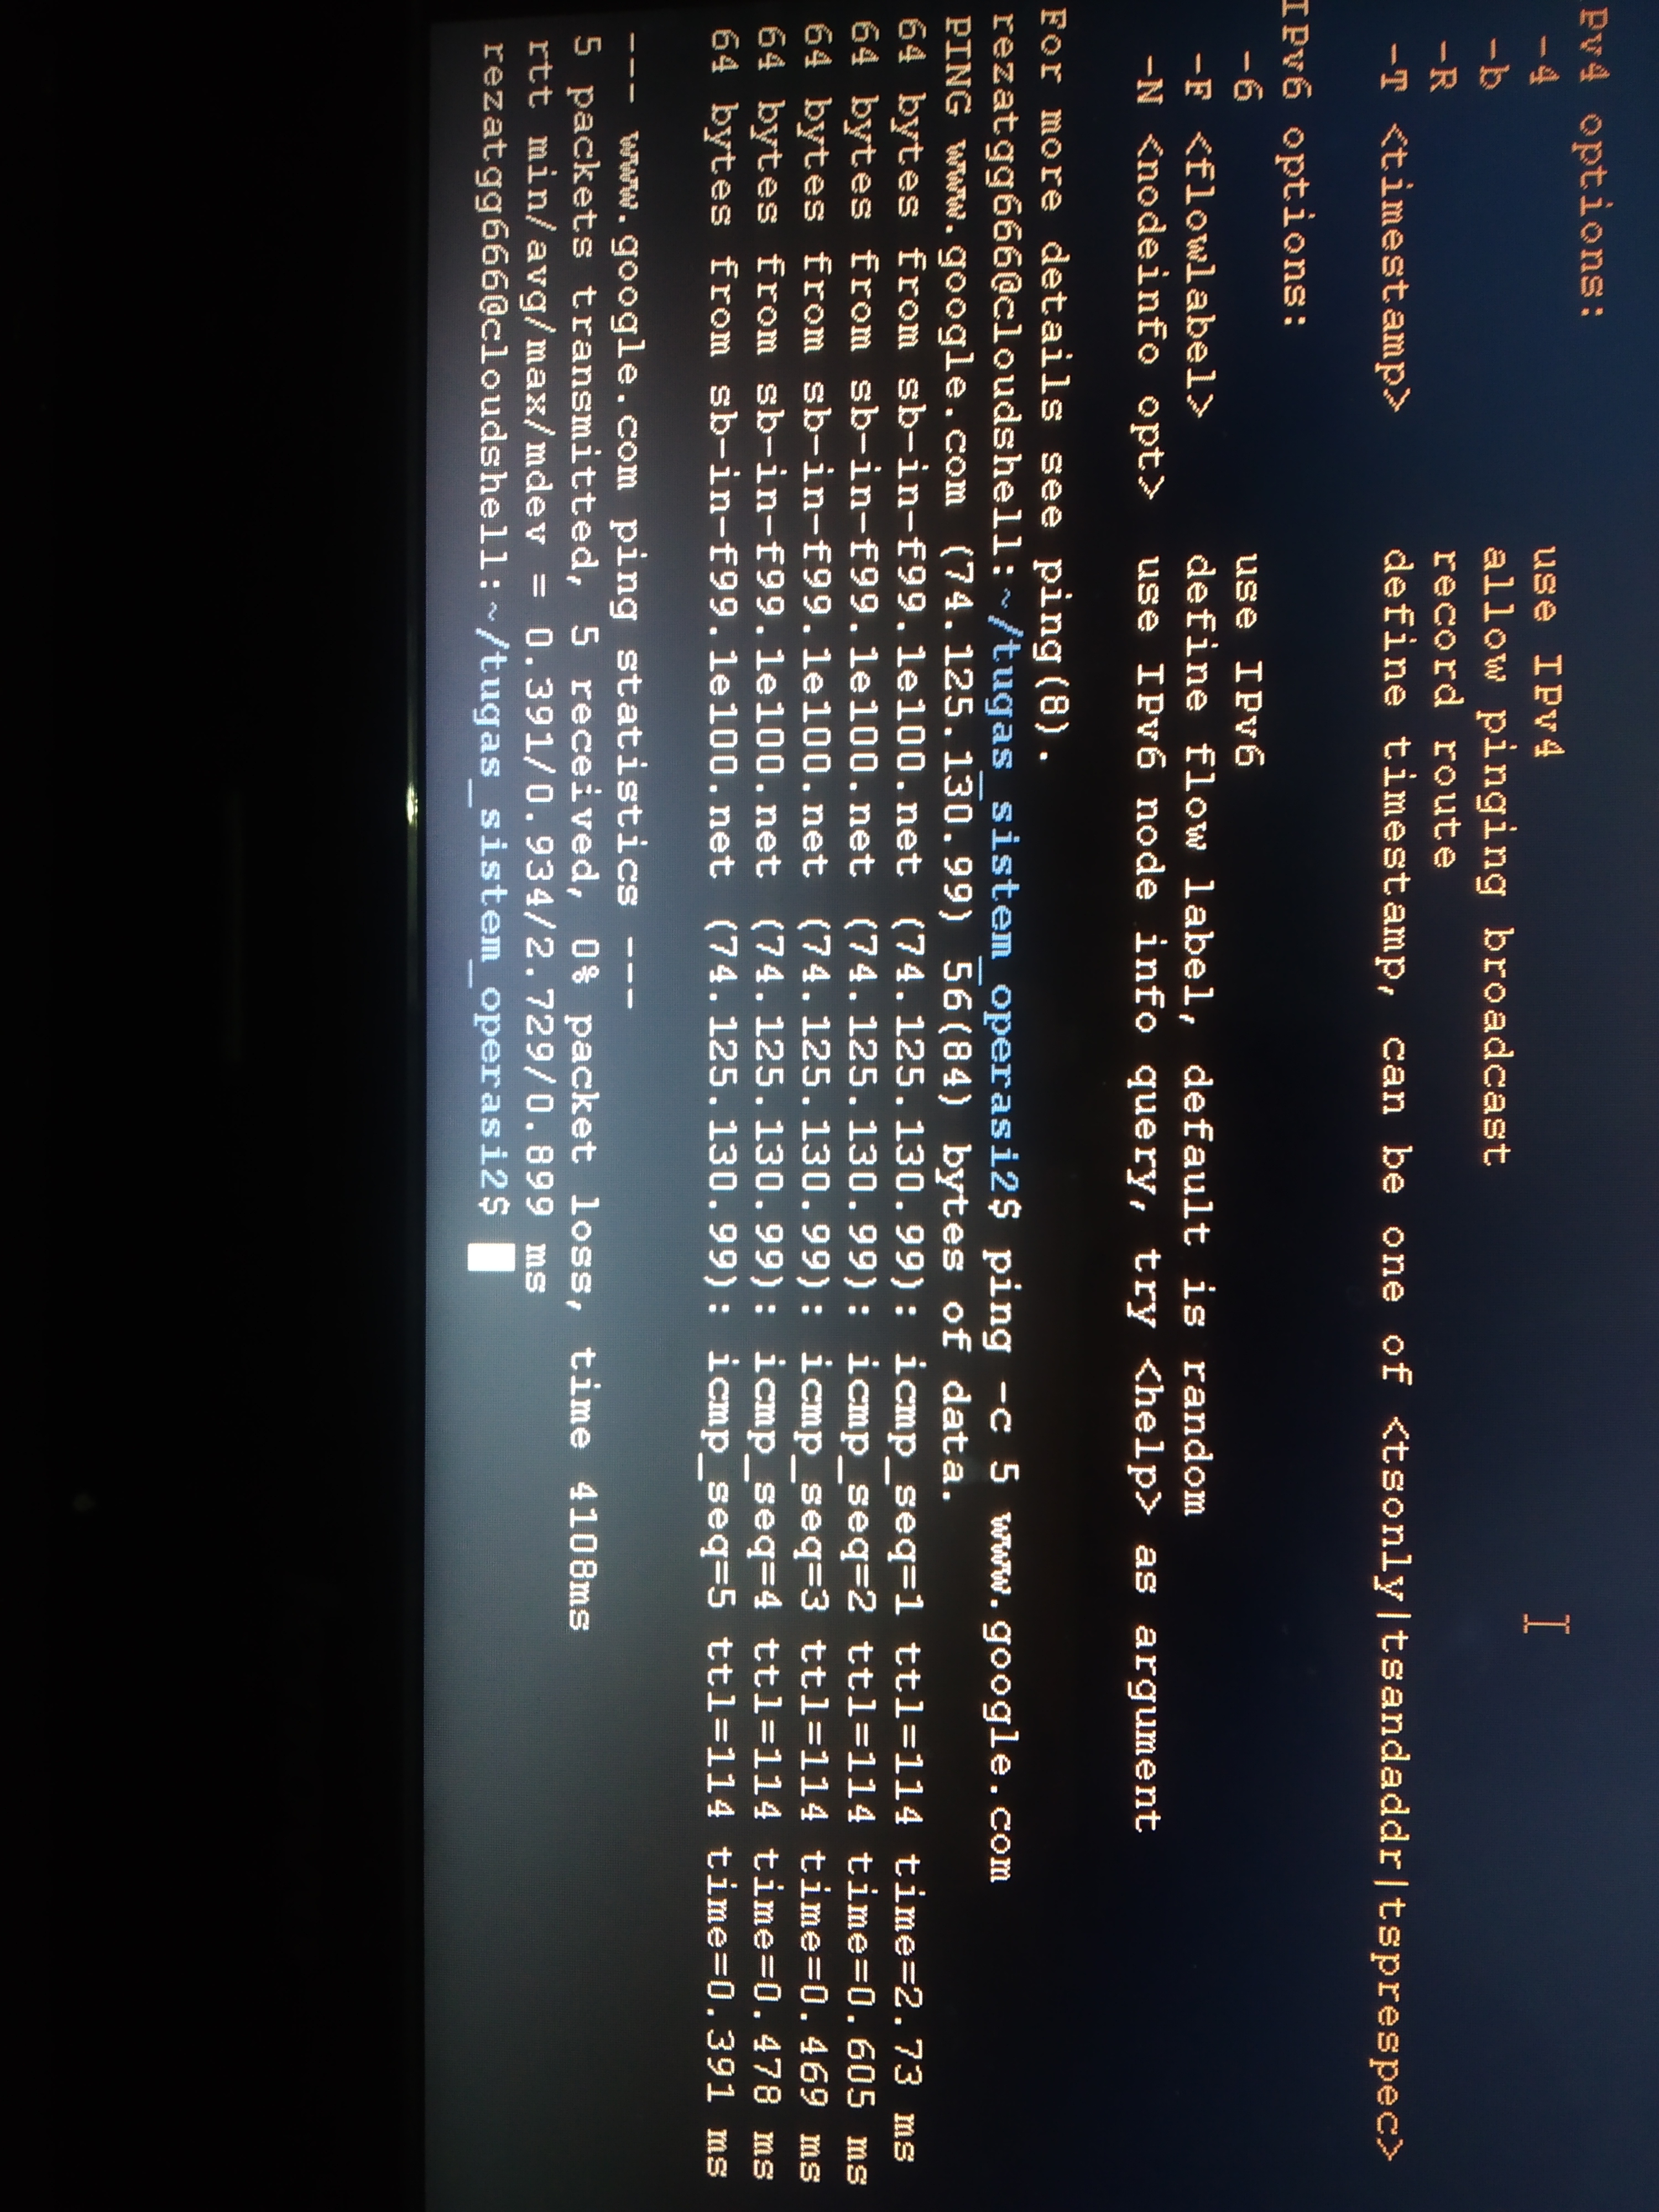 IPv4 options:
-4 use IPv4
-b allow pinging broadcast
-R record route
-T <timestamp> define timestamp, can be one of <tsonly|tsandaddr|tsprespec>
IPv6 options:
-6 use IPv6
-F <flowlabel> define flow label, default is random
-N <nodeinfo opt> use IPv6 node info query, try <help> as argument
For more details see ping(8).
rezatgg666@cloudshell:~/tugas_sistem_operasi2$ ping -c 5 www.google.com
PING www.google.com (74.125.130.99) 56(84) bytes of data.
64 bytes from sb-in-f99.1e100.net (74.125.130.99): icmp_seq=1 ttl=114 time=2.73 ms
64 bytes from sb-in-f99.1e100.net (74.125.130.99): icmp_seq=2 ttl=114 time=0.605 ms
64 bytes from sb-in-f99.1e100.net (74.125.130.99): icmp_seq=3 ttl=114 time=0.469 ms
64 bytes from sb-in-f99.1e100.net (74.125.130.99): icmp_seq=4 ttl=114 time=0.478 ms
64 bytes from sb-in-f99.1e100.net (74.125.130.99): icmp_seq=5 ttl=114 time=0.391 ms
--- www.google.com ping statistics ---
5 packets transmitted, 5 received, 0% packet loss, time 4108ms
rtt min/avg/max/mdev = 0.391/0.934/2.729/0.899 ms
rezatgg666@cloudshell:~/tugas_sistem_operasi2$